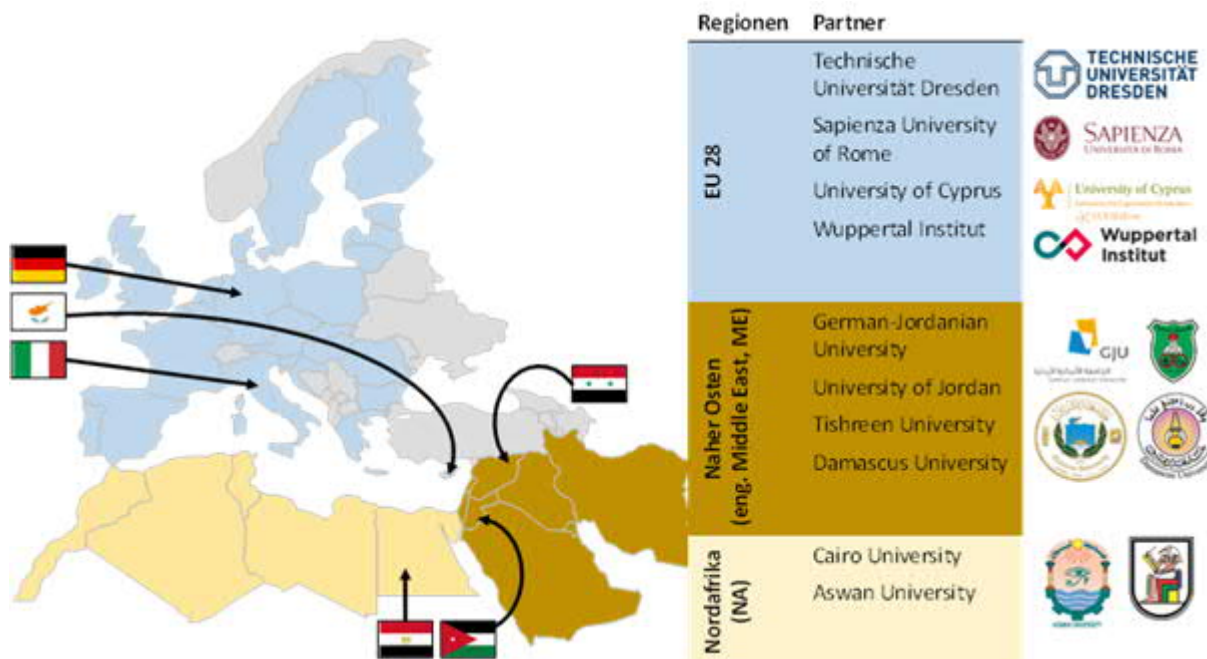 Regionen Partner
EU 28
Technische
Universität Dresden
Sapienza University
of Rome
University of Cyprus
Wuppertal Institut
TECHNISCHE
UNIVERSITÄT
DRESDEN
SAPIENZA
UNIVERSITÀ DI ROMA
University of Cyprus
Wuppertal
Institut
Naher Osten
(eng. Middle East, ME)
German-Jordanian
University
University of Jordan
Tishreen University
Damascus University
GJU
Nordafrika
(NA)
Cairo University
Aswan University